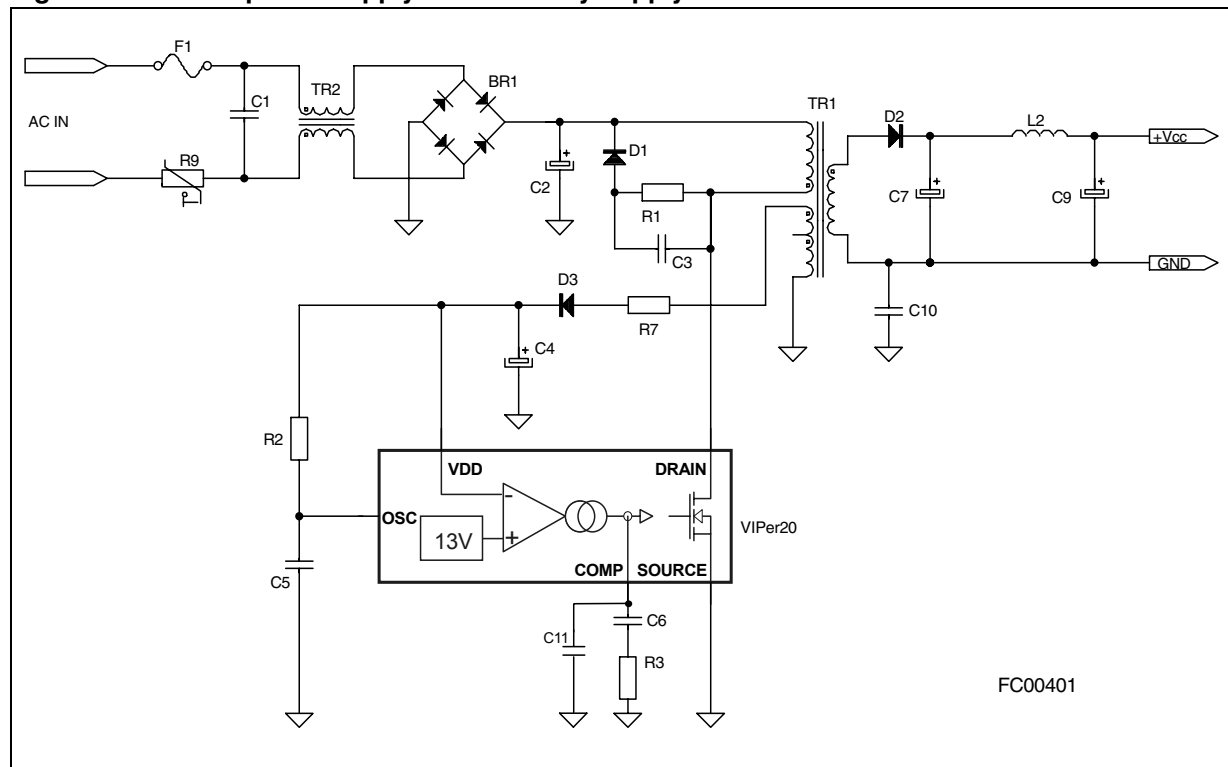 F1
TR2
BR1
C1
AC IN
R9
T°
C2
D1
R1
C3
TR1
D2
L2
+Vcc
C7
C9
GND
C10
D3
R7
C4
R2
VDD
DRAIN
OSC
13V
-
+
COMP
SOURCE
VIPer20
C5
C11
C6
R3
FC00401